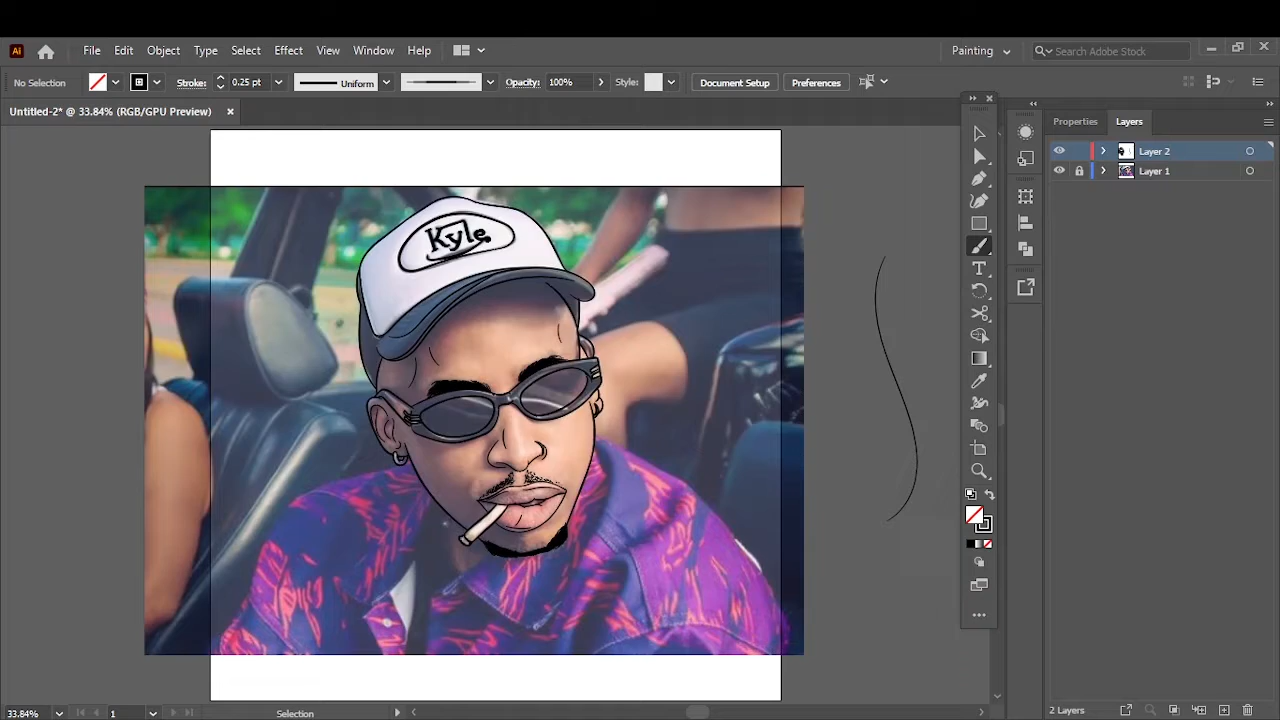 Ai File Edit Object Type Select Effect View Window Help Painting Search Adobe Stock
No Selection Stroke: 0.25 pt Uniform Opacity: 100% Style: Document Setup Preferences
Untitled-2* @ 33.84% (RGB/GPU Preview)
Properties Layers
Layer 2
Layer 1
Kyle
33.84% 1 Selection 2 Layers